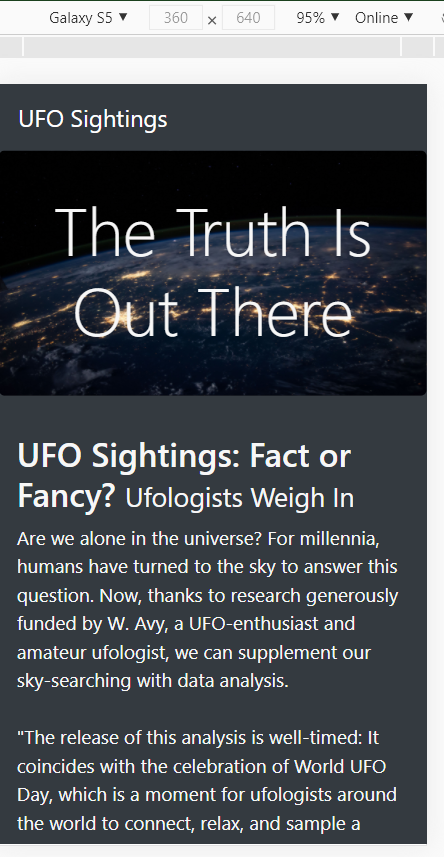 Galaxy S5 ▼ 360 × 640 95% ▼ Online ▼
UFO Sightings
The Truth Is
Out There
UFO Sightings: Fact or
Fancy? Ufologists Weigh In
Are we alone in the universe? For millennia,
humans have turned to the sky to answer this
question. Now, thanks to research generously
funded by W. Avy, a UFO-enthusiast and
amateur ufologist, we can supplement our
sky-searching with data analysis.
"The release of this analysis is well-timed: It
coincides with the celebration of World UFO
Day, which is a moment for ufologists around
the world to connect, relax, and sample a